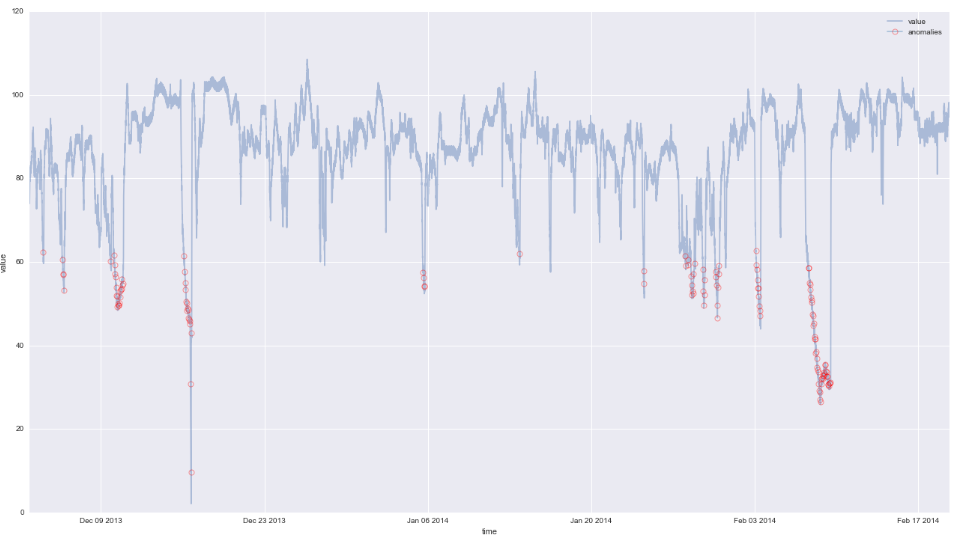 120
value
anomalies
100
80
60
value
40
20
0
Dec 09 2013
Dec 23 2013
Jan 06 2014
Jan 20 2014
Feb 03 2014
Feb 17 2014
time